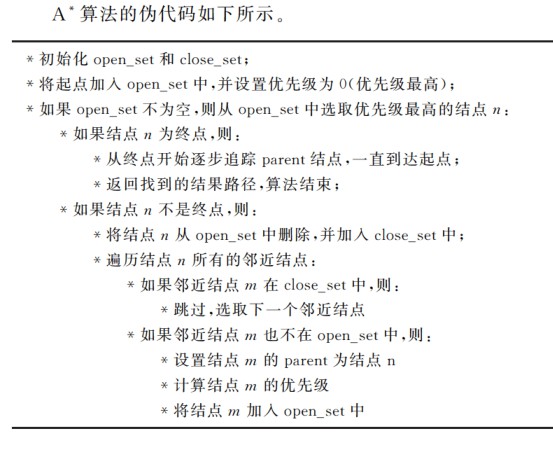 A* 算法的伪代码如下所示。
* 初始化 open_set 和 close_set;
* 将起点加入 open_set 中,并设置优先级为 0(优先级最高);
* 如果 open_set 不为空,则从 open_set 中选取优先级最高的结点 n:
* 如果结点 n 为终点,则:
* 从终点开始逐步追踪 parent 结点,一直到达起点;
* 返回找到的结果路径,算法结束;
* 如果结点 n 不是终点,则:
* 将结点 n 从 open_set 中删除,并加入 close_set 中;
* 遍历结点 n 所有的邻近结点:
* 如果邻近结点 m 在 close_set 中,则:
* 跳过,选取下一个邻近结点
* 如果邻近结点 m 也不在 open_set 中,则:
* 设置结点 m 的 parent 为结点 n
* 计算结点 m 的优先级
* 将结点 m 加入 open_set 中